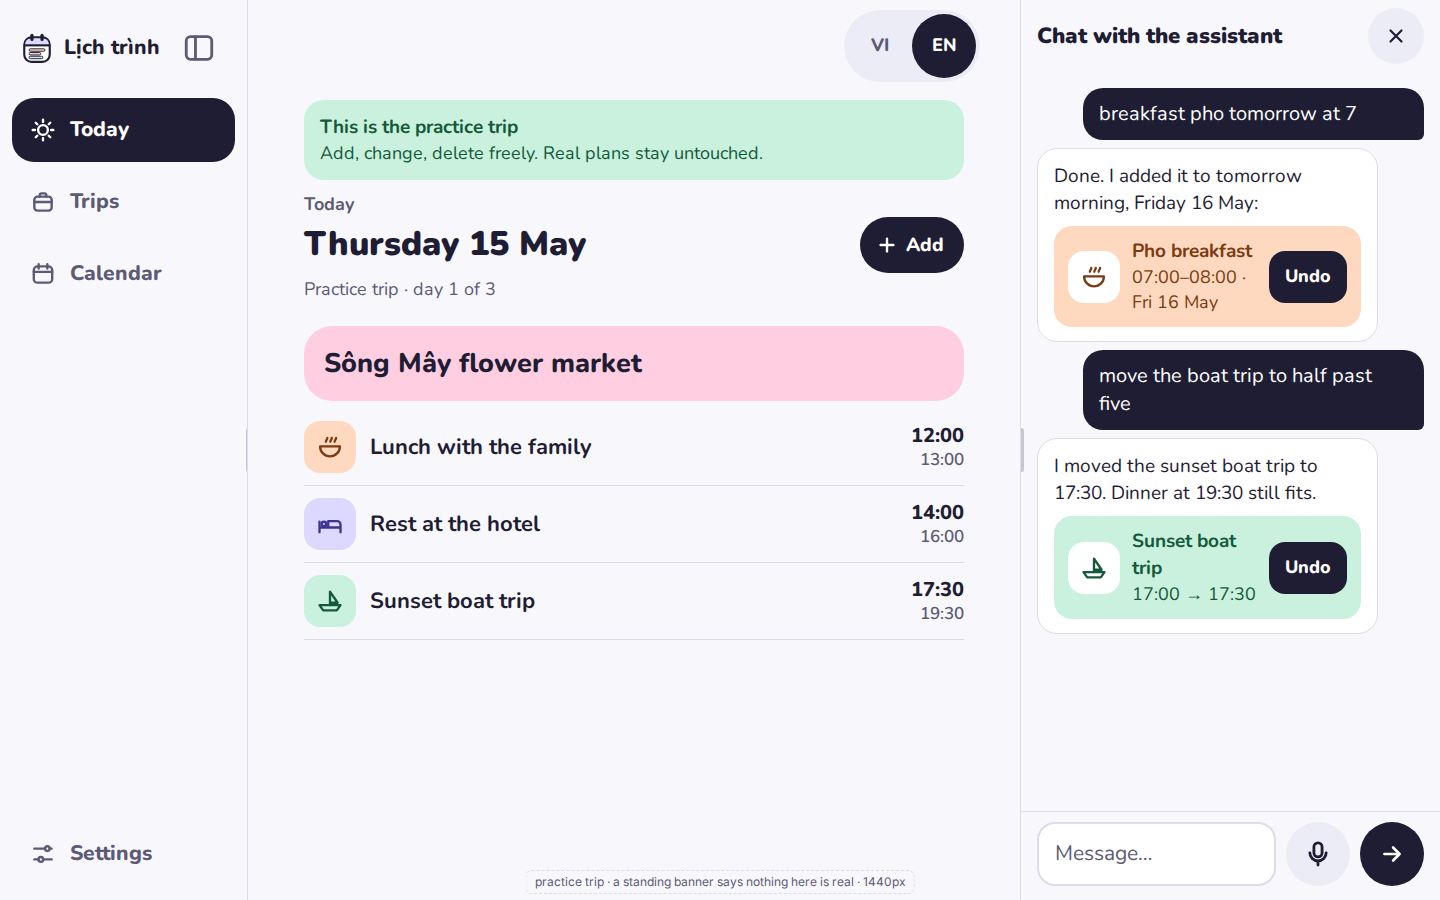 Lịch trình
Today
Trips
Calendar
Settings
VI
EN
This is the practice trip
Add, change, delete freely. Real plans stay untouched.
Today
Thursday 15 May
Practice trip · day 1 of 3
Add
Sông Mây flower market
Lunch with the family
12:00
13:00
Rest at the hotel
14:00
16:00
Sunset boat trip
17:30
19:30
practice trip · a standing banner says nothing here is real · 1440px
Chat with the assistant
breakfast pho tomorrow at 7
Done. I added it to tomorrow
morning, Friday 16 May:
Pho breakfast
07:00–08:00 ·
Fri 16 May
Undo
move the boat trip to half past
five
I moved the sunset boat trip to
17:30. Dinner at 19:30 still fits.
Sunset boat
trip
17:00 → 17:30
Undo
Message...